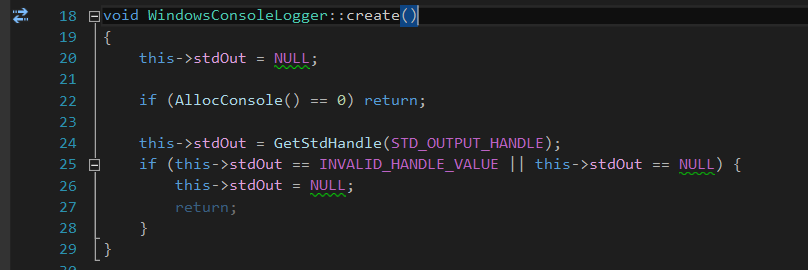 18 void WindowsConsoleLogger::create()
19 {
20     this->stdOut = NULL;
21
22     if (AllocConsole() == 0) return;
23
24     this->stdOut = GetStdHandle(STD_OUTPUT_HANDLE);
25     if (this->stdOut == INVALID_HANDLE_VALUE || this->stdOut == NULL) {
26         this->stdOut = NULL;
27         return;
28     }
29 }